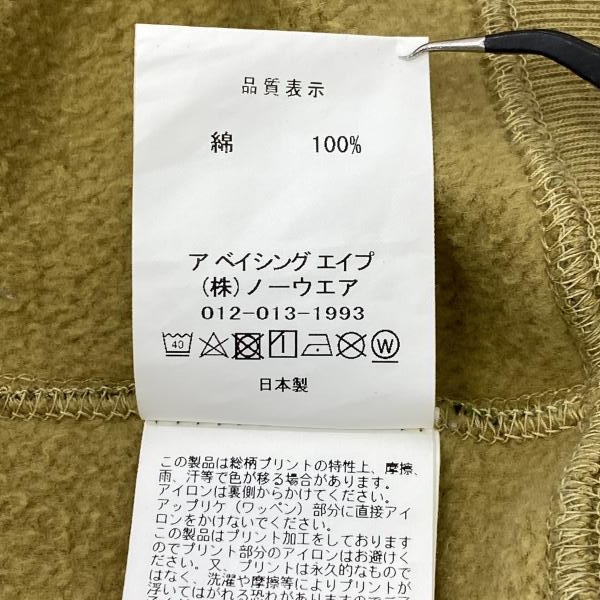 品質表示
綿 100%
ア ベイシング エイプ
(株)ノーウエア
012-013-1993
40
W
日本製
この製品は総柄プリントの特性上、摩擦、
雨、汗等で色が移る場合があります。
アイロンは裏側からかけてください。
アップリケ（ワッペン）部分に直接アイ
ロンをかけないでください。
この製品はプリント加工をしております
のでプリント部分のアイロンはお避けく
ださい。又、プリントは永久的なもので
はなく、洗濯や摩擦等によりプリントが
浮いてはがれる恐れがありますのでご了